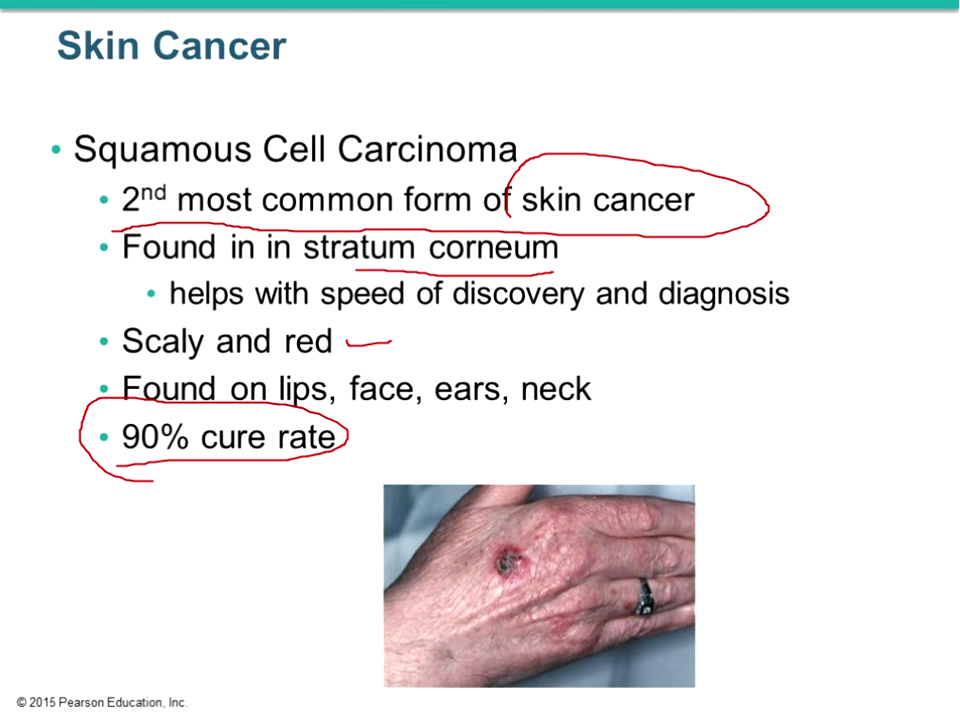 Skin Cancer
• Squamous Cell Carcinoma
• 2nd most common form of skin cancer
• Found in in stratum corneum
• helps with speed of discovery and diagnosis
• Scaly and red
• Found on lips, face, ears, neck
• 90% cure rate
© 2015 Pearson Education, Inc.